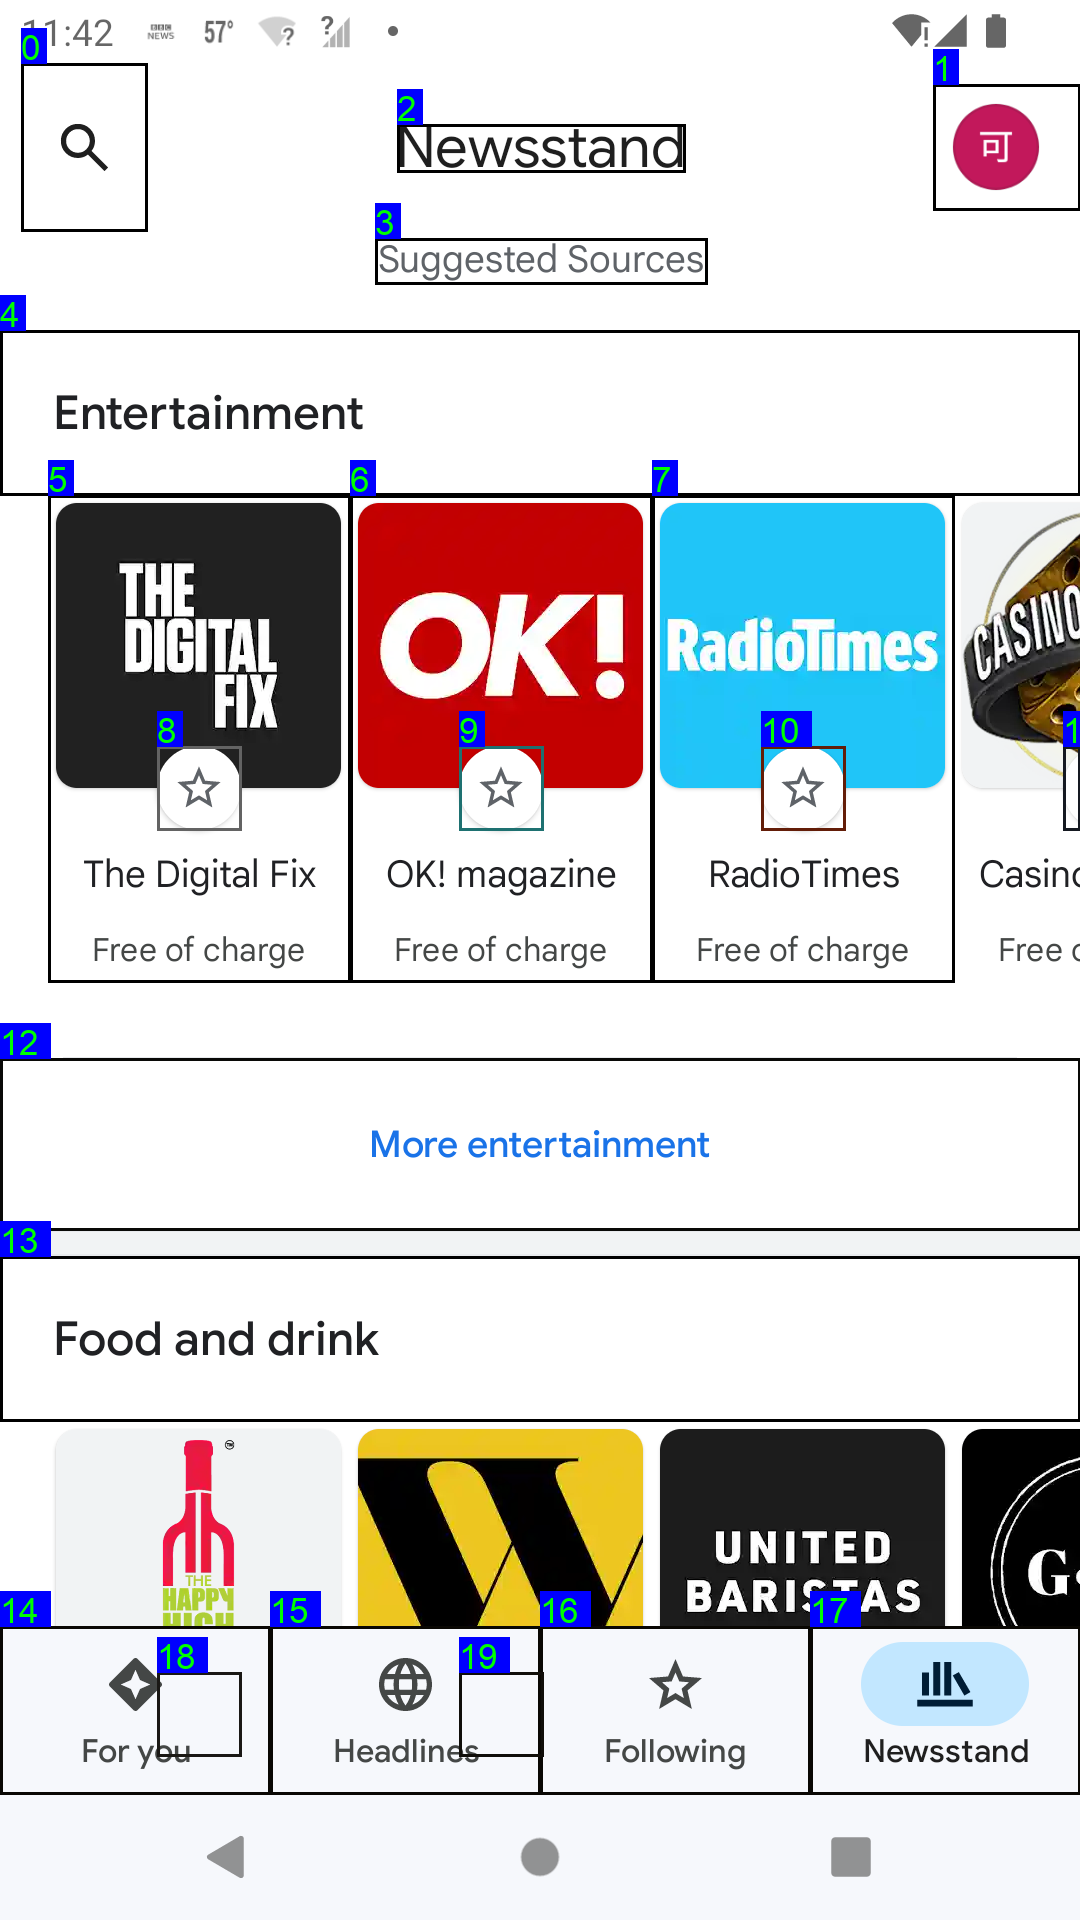 11:42
BBC
NEWS
57°
Newsstand
可
Suggested Sources
Entertainment
THE
DIGITAL
FIX
OK!
RadioTimes
CASINO
The Digital Fix
OK! magazine
RadioTimes
Free of charge
Free of charge
Free of charge
Free
More entertainment
Food and drink
THE
HAPPY
HIGH
W
UNITED
BARISTAS
G
For you
Headlines
Following
Newsstand
0
1
2
3
4
5
6
7
8
9
10
12
13
14
15
16
17
18
19